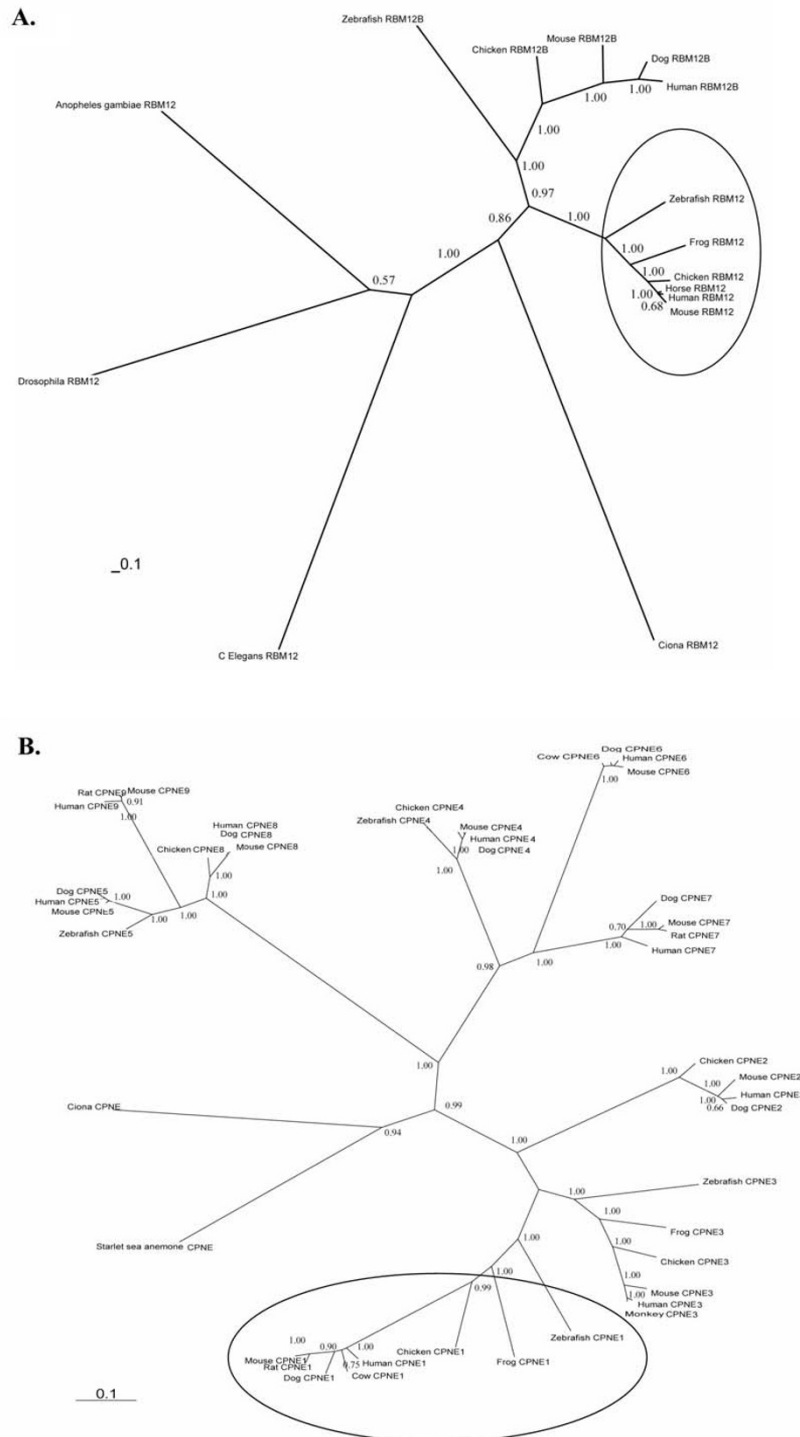 A.
Zebrafish RBM12B
Mouse RBM12B
Chicken RBM12B
Dog RBM12B
1.00
1.00
Human RBM12B
Anopheles gambiae RBM12
1.00
1.00
0.97
Zebrafish RBM12
0.86
1.00
Frog RBM12
1.00
1.00
1.00
Chicken RBM12
Horse RBM12
1.00
Human RBM12
0.68
Mouse RBM12
0.57
Drosophila RBM12
_0.1
Ciona RBM12
C Elegans RBM12
B.
Dog CPNE6
Cow CPNE6
Human CPNE6
Mouse CPNE6
1.00
Rat CPNE9
Mouse CPNE9
Human CPNE9
0.91
1.00
Chicken CPNE4
Zebrafish CPNE4
Mouse CPNE4
Human CPNE4
1.00
Dog CPNE4
1.00
Human CPNE8
Dog CPNE8
Chicken CPNE8
Mouse CPNE8
1.00
1.00
Dog CPNE5
1.00
Human CPNE5
Mouse CPNE5
1.00
1.00
Zebrafish CPNE5
Dog CPNE7
0.70
1.00
Mouse CPNE7
Rat CPNE7
1.00
Human CPNE7
0.98
1.00
1.00
Chicken CPNE2
1.00
Mouse CPNE2
1.00
Human CPNE
1.00
0.66
Dog CPNE2
Ciona CPNE
0.99
0.94
1.00
1.00
Zebrafish CPNE3
1.00
Frog CPNE3
1.00
Chicken CPNE3
1.00
Mouse CPNE3
1.00
Human CPNE3
Monkey CPNE3
Starlet sea anemone CPNE
1.00
1.00
0.99
Zebrafish CPNE1
1.00
0.90
1.00
Chicken CPNE1
Frog CPNE1
Mouse CPNE1
Rat CPNE1
0.75
Human CPNE1
Dog CPNE1
Cow CPNE1
0.1